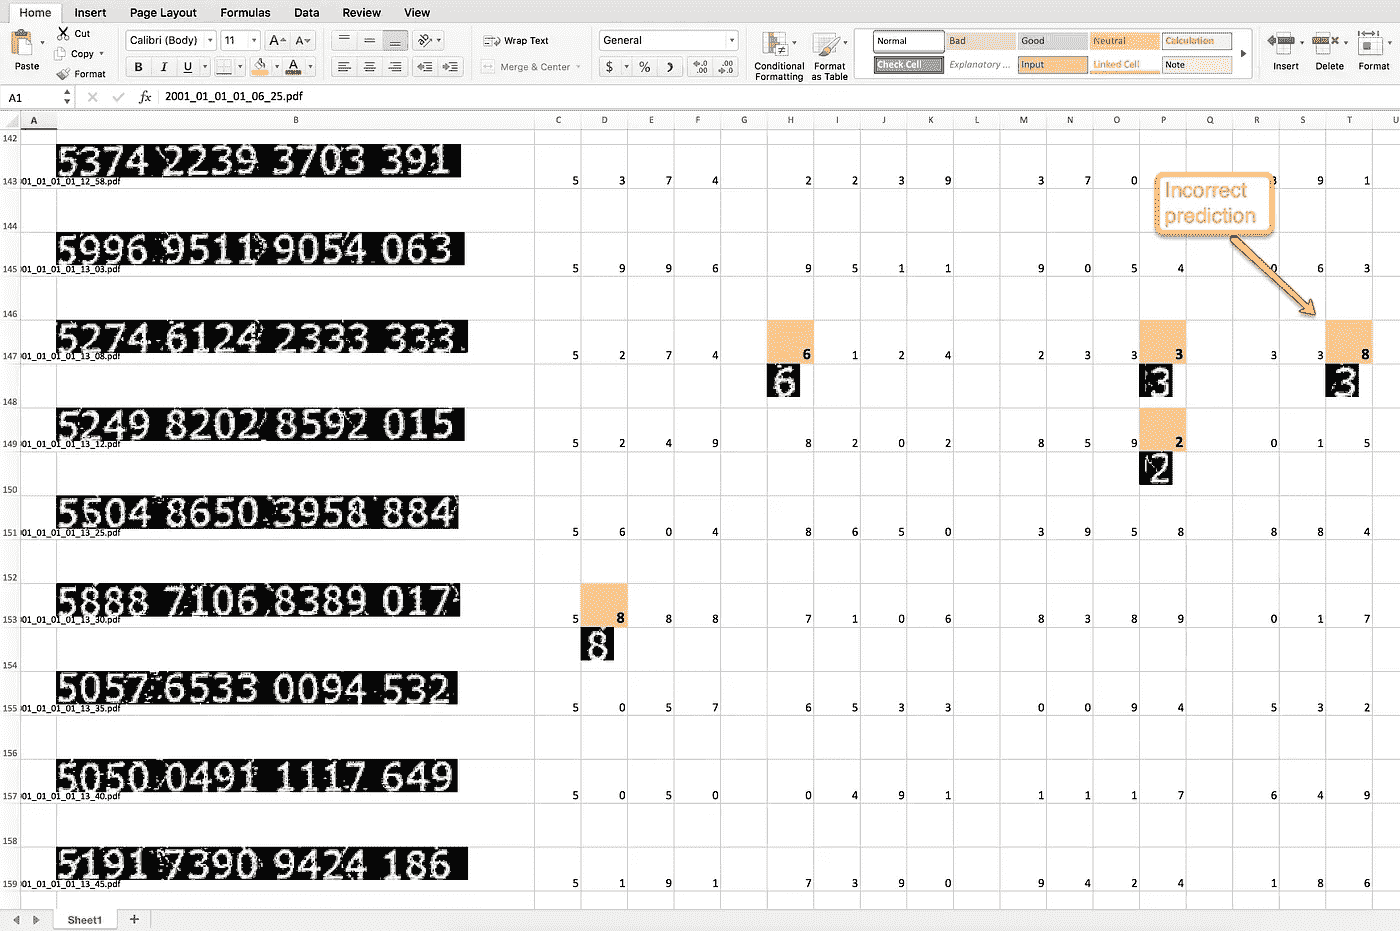 Home Insert Page Layout Formulas Data Review View
Cut Calibri (Body) 11 A A Wrap Text General Normal Bad Good Neutral Calculation
Copy Check Cell Explanatory ... Input Linked Cell Note
Paste Format B I U A Merge & Center $ % Conditional Formatting Format as Table Insert Delete Format
A1 fx 2001_01_01_01_06_25.pdf
A B C D E F G H I J K L M N O P Q R S T U
142
5374 2239 3703 391
143 01_01_01_01_12_58.pdf 5 3 7 4 2 2 3 9 3 7 0 9 1
Incorrect
prediction
144
5996 9511 9054 063
145 01_01_01_01_13_03.pdf 5 9 9 6 9 5 1 1 9 0 5 4 0 6 3
146
5274 6124 2333 333
147 01_01_01_01_13_08.pdf 5 2 7 4 6 1 2 4 2 3 3 3 3 3 8
6 3 3
148
5249 8202 8592 015
149 01_01_01_01_13_12.pdf 5 2 4 9 8 2 0 2 8 5 9 2 0 1 5
2
150
5604 8650 3958 884
151 01_01_01_01_13_25.pdf 5 6 0 4 8 6 5 0 3 9 5 8 8 8 4
152
5888 7106 8389 017
153 01_01_01_01_13_30.pdf 5 8 8 8 7 1 0 6 8 3 8 9 0 1 7
8
154
5057 6533 0094 532
155 01_01_01_01_13_35.pdf 5 0 5 7 6 5 3 3 0 0 9 4 5 3 2
156
5050 0491 1117 649
157 01_01_01_01_13_40.pdf 5 0 5 0 0 4 9 1 1 1 1 7 6 4 9
158
5191 7390 9424 186
159 01_01_01_01_13_45.pdf 5 1 9 1 7 3 9 0 9 4 2 4 1 8 6
Sheet1 +